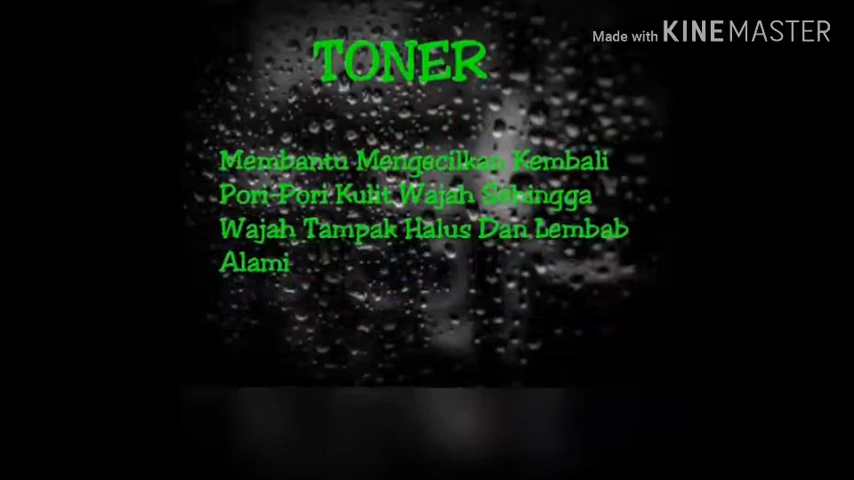 Made with KINEMASTER
TONER
Membantu Mengecilkan Kembali
Pori-Pori Kulit Wajah Sehingga
Wajah Tampak Halus Dan Lembab
Alami